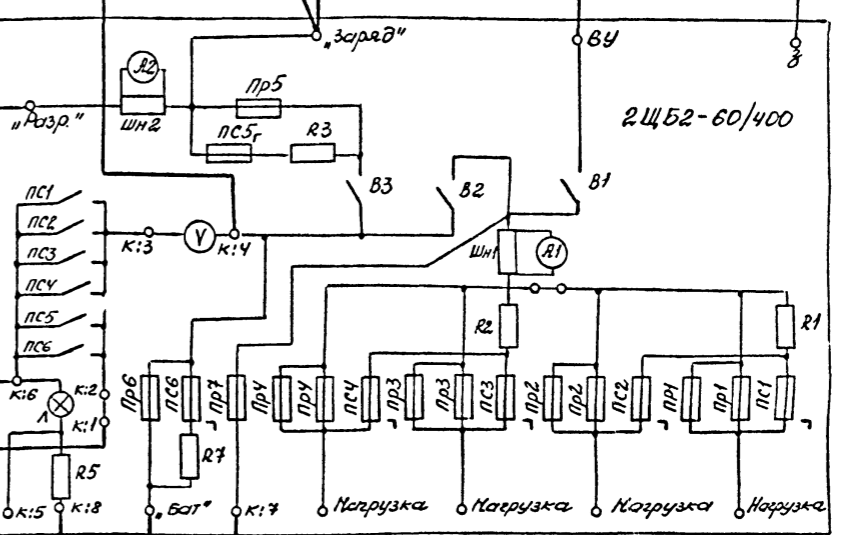 „Заряд"
ВУ
З
А2
Пр5
2ЩБ2-60/400
„Разр."
Шн2
ПС5г
R3
В3
В2
В1
ПС1
ПС2
ПС3
ПС4
ПС5
ПС6
К:3
V
К:4
Шн1
А1
R2
R1
К:6
Л
К:2
К:1
Пр6
ПС6
Пр7
Пр4
Пр4
ПС4
Пр3
Пр3
ПС3
Пр2
Пр2
ПС2
Пр1
Пр1
ПС1
R5
R7
К:5
К:8
„Бат"
К:7
Нагрузка
Нагрузка
Нагрузка
Нагрузка